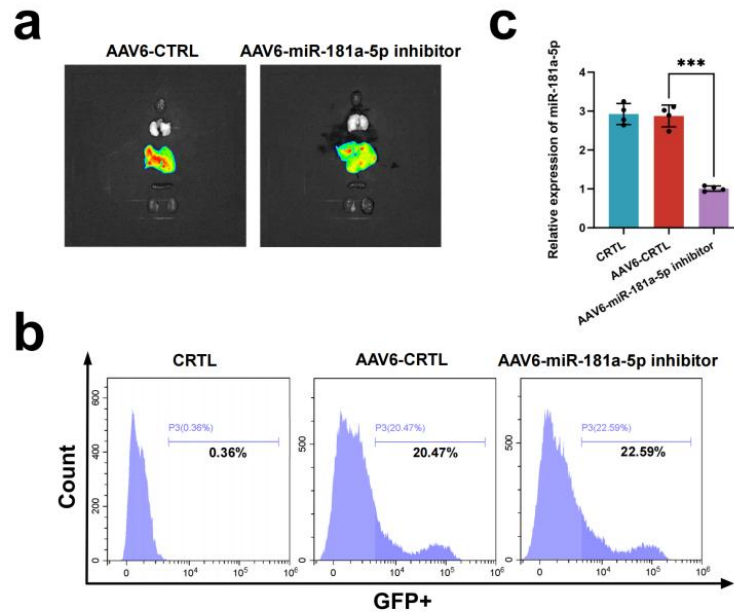 a
AAV6-CTRL
AAV6-miR-181a-5p inhibitor
c
Relative expression of miR-181a-5p
4
3
2
1
0
***
CRTL
AAV6-CRTL
AAV6-miR-181a-5p inhibitor
b
CRTL
AAV6-CRTL
AAV6-miR-181a-5p inhibitor
Count
600
400
200
0
P3(0.36%)
0.36%
0
10⁴
10⁵
10⁶
500
0
P3(20.47%)
20.47%
0
10⁴
10⁵
10⁶
500
0
P3(22.59%)
22.59%
0
10⁴
10⁵
10⁶
GFP+